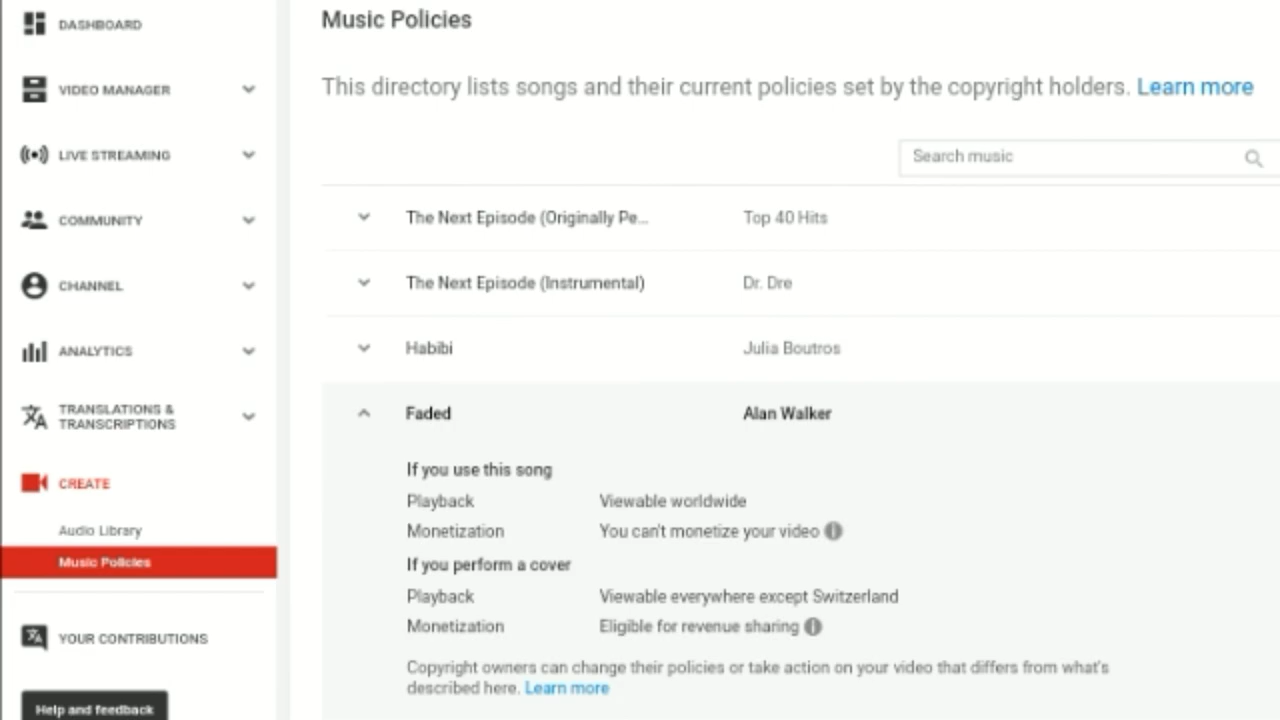 DASHBOARD
VIDEO MANAGER
LIVE STREAMING
COMMUNITY
CHANNEL
ANALYTICS
TRANSLATIONS &
TRANSCRIPTIONS
CREATE
Audio Library
Music Policies
YOUR CONTRIBUTIONS
Help and feedback
Music Policies
This directory lists songs and their current policies set by the copyright holders. Learn more
Search music
The Next Episode (Originally Pe... Top 40 Hits
The Next Episode (Instrumental) Dr. Dre
Habibi Julia Boutros
Faded Alan Walker
If you use this song
Playback Viewable worldwide
Monetization You can't monetize your video
If you perform a cover
Playback Viewable everywhere except Switzerland
Monetization Eligible for revenue sharing
Copyright owners can change their policies or take action on your video that differs from what's
described here. Learn more